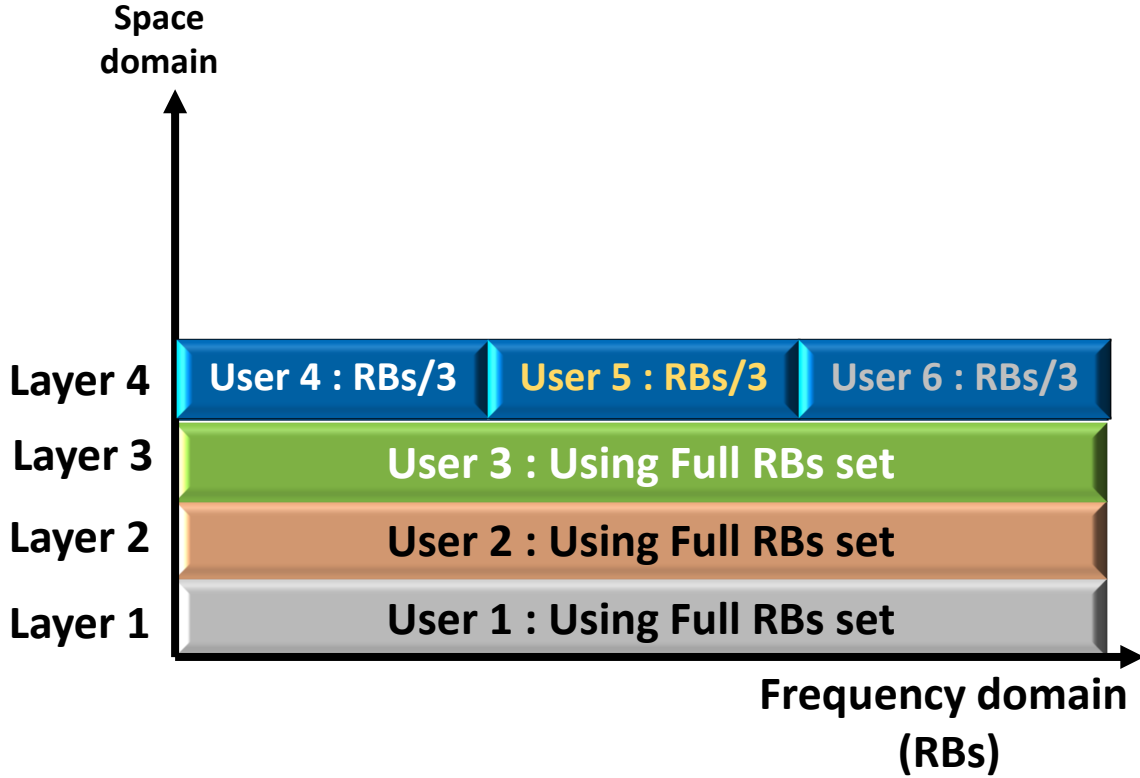 Space
domain
Layer 4
User 4 : RBs/3
User 5 : RBs/3
User 6 : RBs/3
Layer 3
User 3 : Using Full RBs set
Layer 2
User 2 : Using Full RBs set
Layer 1
User 1 : Using Full RBs set
Frequency domain
(RBs)